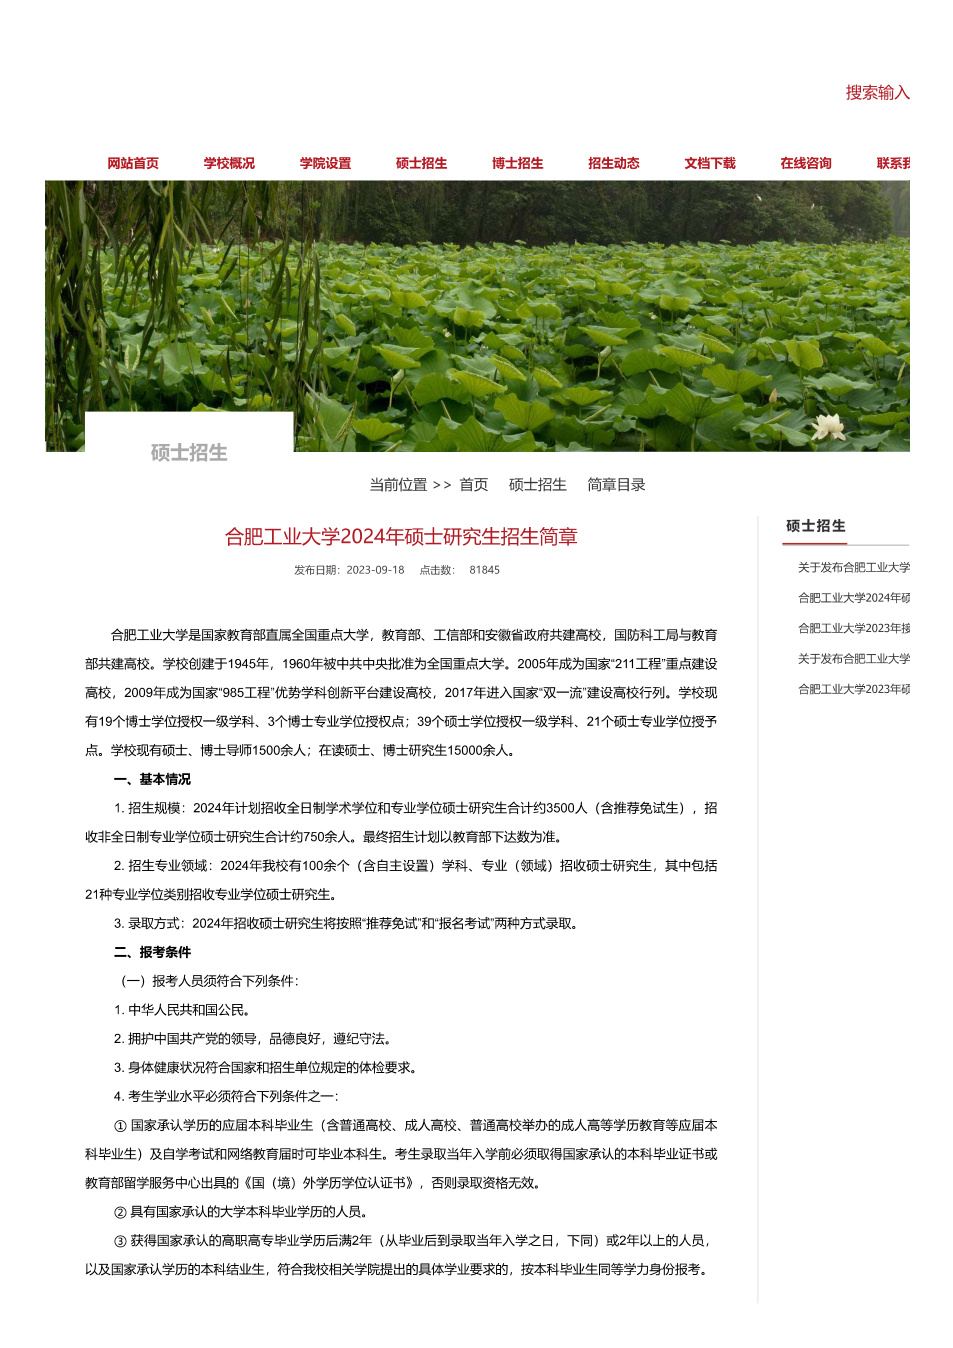 搜索输入
网站首页 学校概况 学院设置 硕士招生 博士招生 招生动态 文档下载 在线咨询 联系我
硕士招生
当前位置 >> 首页 硕士招生 简章目录
合肥工业大学2024年硕士研究生招生简章
发布日期：2023-09-18 点击数： 81845
合肥工业大学是国家教育部直属全国重点大学，教育部、工信部和安徽省政府共建高校，国防科工局与教育
部共建高校。学校创建于1945年，1960年被中共中央批准为全国重点大学。2005年成为国家“211工程”重点建设
高校，2009年成为国家“985工程”优势学科创新平台建设高校，2017年进入国家“双一流”建设高校行列。学校现
有19个博士学位授权一级学科、3个博士专业学位授权点；39个硕士学位授权一级学科、21个硕士专业学位授予
点。学校现有硕士、博士导师1500余人；在读硕士、博士研究生15000余人。
一、基本情况
1. 招生规模：2024年计划招收全日制学术学位和专业学位硕士研究生合计约3500人（含推荐免试生），招
收非全日制专业学位硕士研究生合计约750余人。最终招生计划以教育部下达数为准。
2. 招生专业领域：2024年我校有100余个（含自主设置）学科、专业（领域）招收硕士研究生，其中包括
21种专业学位类别招收专业学位硕士研究生。
3. 录取方式：2024年招收硕士研究生将按照“推荐免试”和“报名考试”两种方式录取。
二、报考条件
（一）报考人员须符合下列条件：
1. 中华人民共和国公民。
2. 拥护中国共产党的领导，品德良好，遵纪守法。
3. 身体健康状况符合国家和招生单位规定的体检要求。
4. 考生学业水平必须符合下列条件之一：
① 国家承认学历的应届本科毕业生（含普通高校、成人高校、普通高校举办的成人高等学历教育等应届本
科毕业生）及自学考试和网络教育届时可毕业本科生。考生录取当年入学前必须取得国家承认的本科毕业证书或
教育部留学服务中心出具的《国（境）外学历学位认证书》，否则录取资格无效。
② 具有国家承认的大学本科毕业学历的人员。
③ 获得国家承认的高职高专毕业学历后满2年（从毕业后到录取当年入学之日，下同）或2年以上的人员，
以及国家承认学历的本科结业生，符合我校相关学院提出的具体学业要求的，按本科毕业生同等学力身份报考。
硕士招生
关于发布合肥工业大学
合肥工业大学2024年硕
合肥工业大学2023年接
关于发布合肥工业大学
合肥工业大学2023年硕